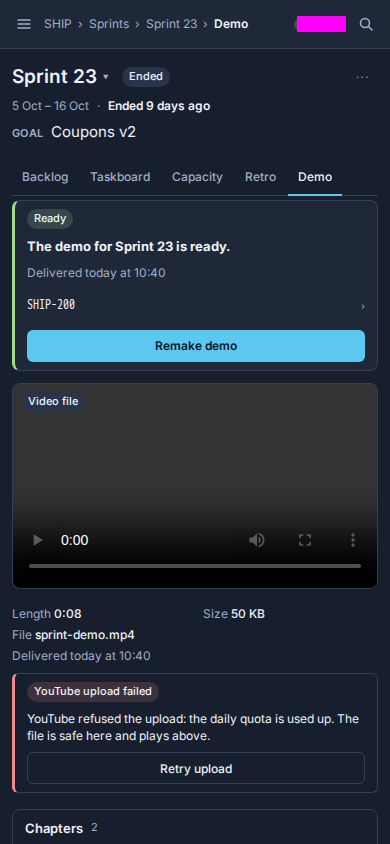 SHIP › Sprints › Sprint 23 › Demo
Sprint 23 ▾ Ended ...
5 Oct – 16 Oct · Ended 9 days ago
GOAL Coupons v2
Backlog Taskboard Capacity Retro Demo
Ready
The demo for Sprint 23 is ready.
Delivered today at 10:40
SHIP-200 ›
Remake demo
Video file
0:00
Length 0:08 Size 50 KB
File sprint-demo.mp4
Delivered today at 10:40
YouTube upload failed
YouTube refused the upload: the daily quota is used up. The
file is safe here and plays above.
Retry upload
Chapters 2